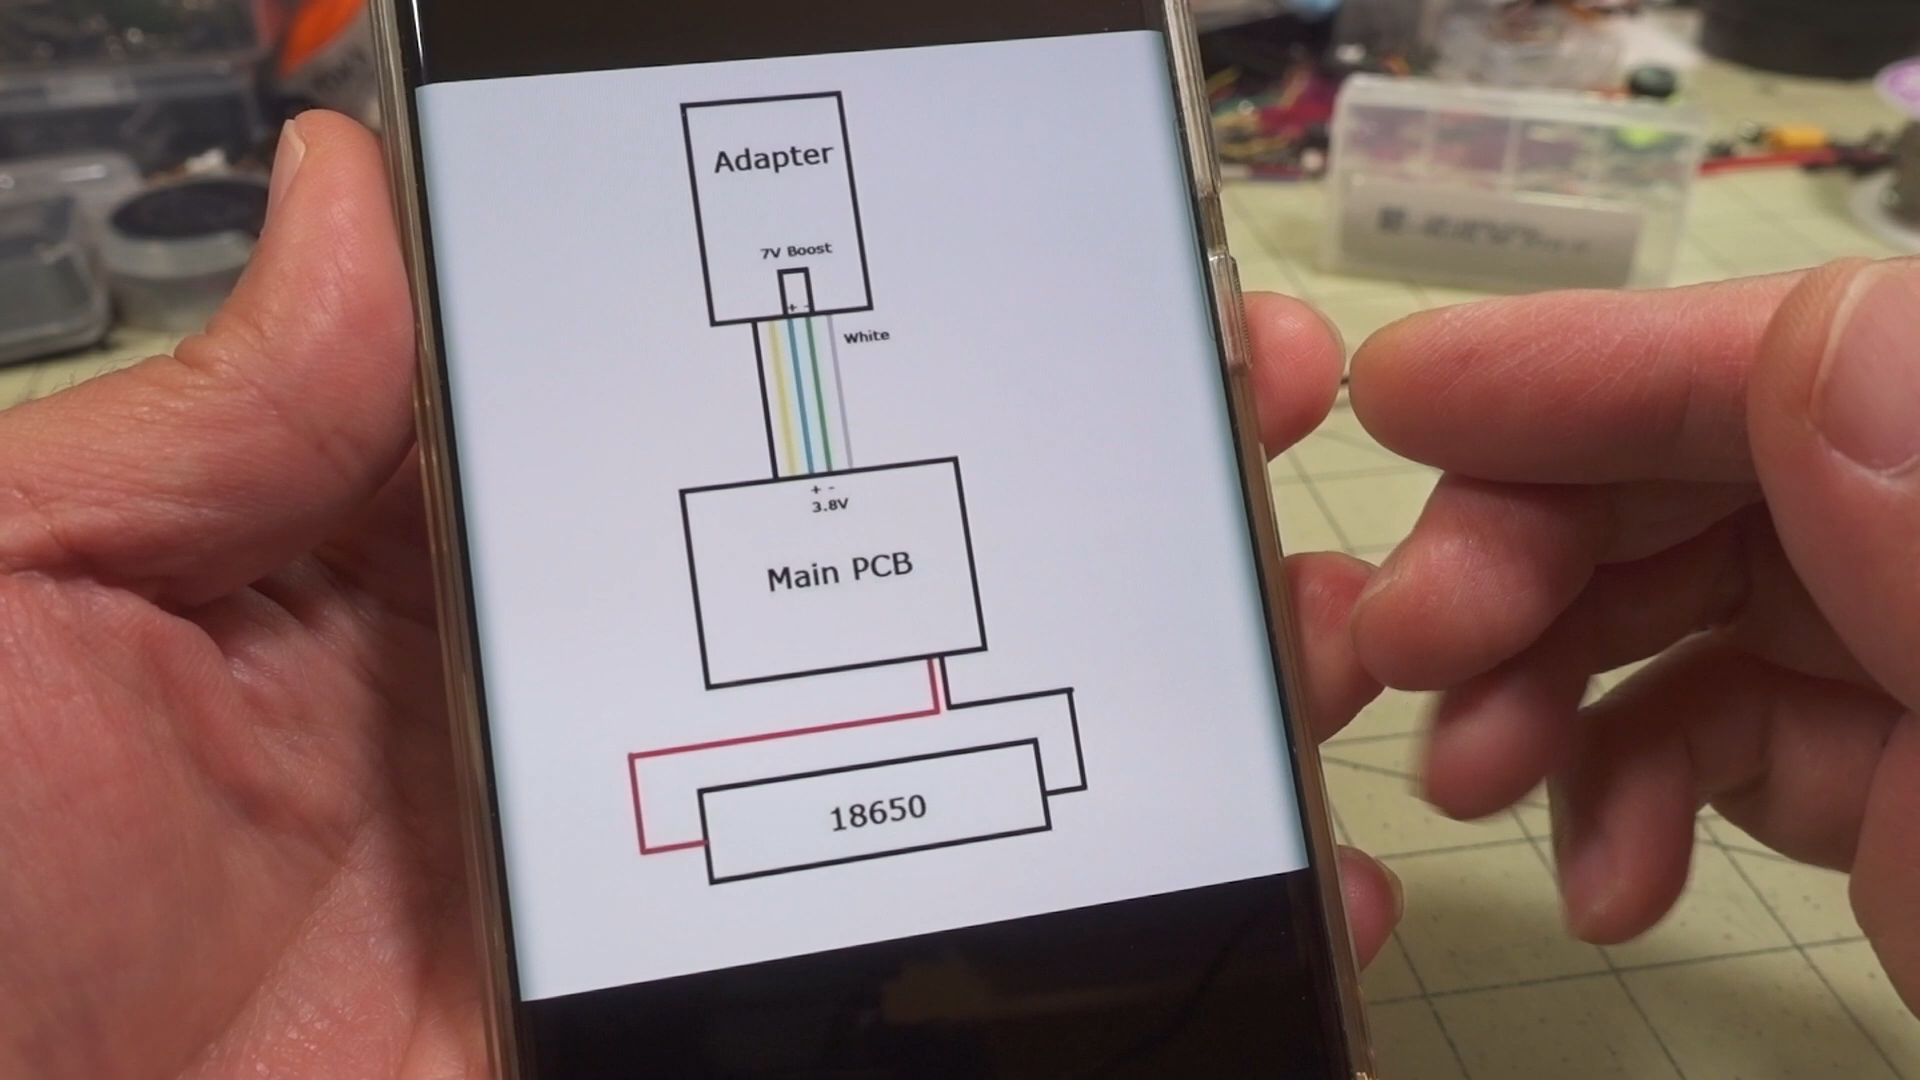 Adapter
7V Boost
+ -
White
+ -
3.8V
Main PCB
18650